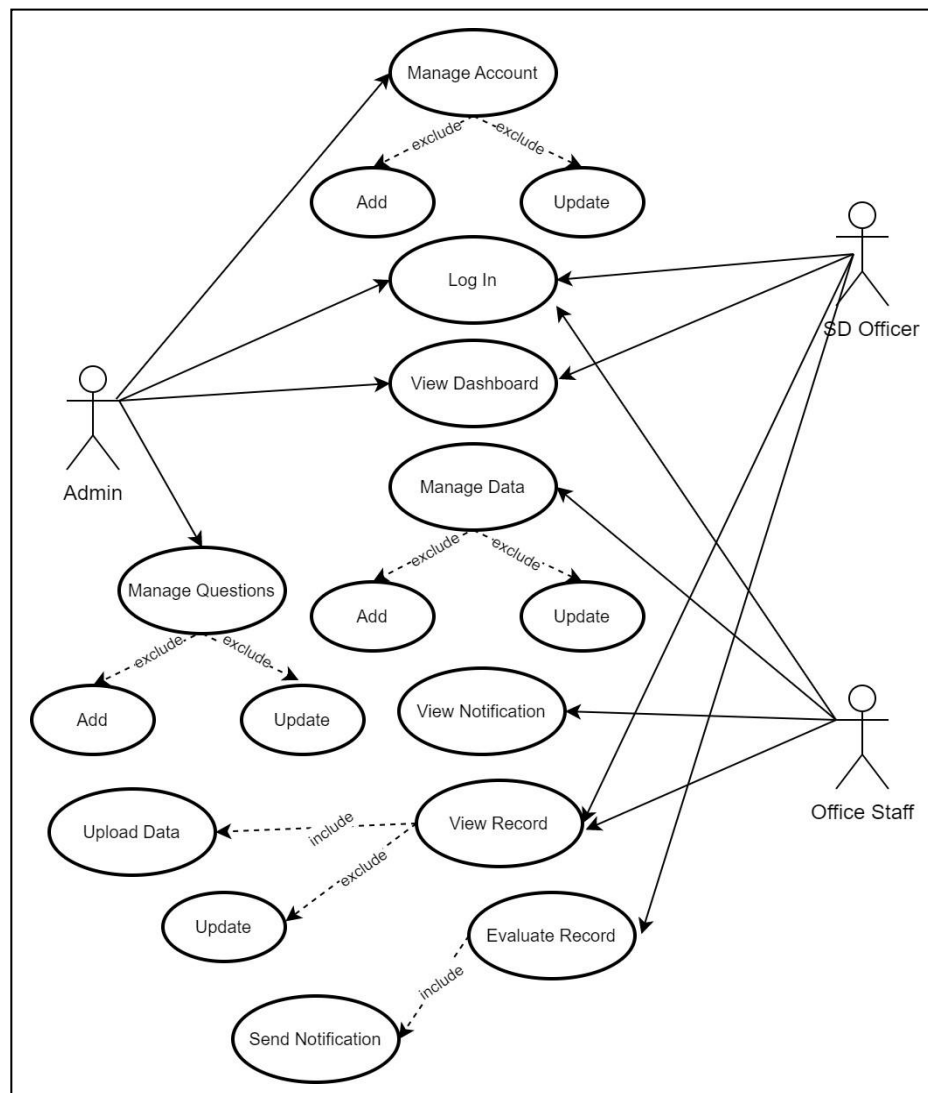 Manage Account
exclude
exclude
Add
Update
Log In
SD Officer
View Dashboard
Admin
Manage Data
exclude
exclude
Manage Questions
Add
Update
exclude
exclude
Add
Update
View Notification
Office Staff
Upload Data
include
View Record
exclude
Update
Evaluate Record
include
Send Notification